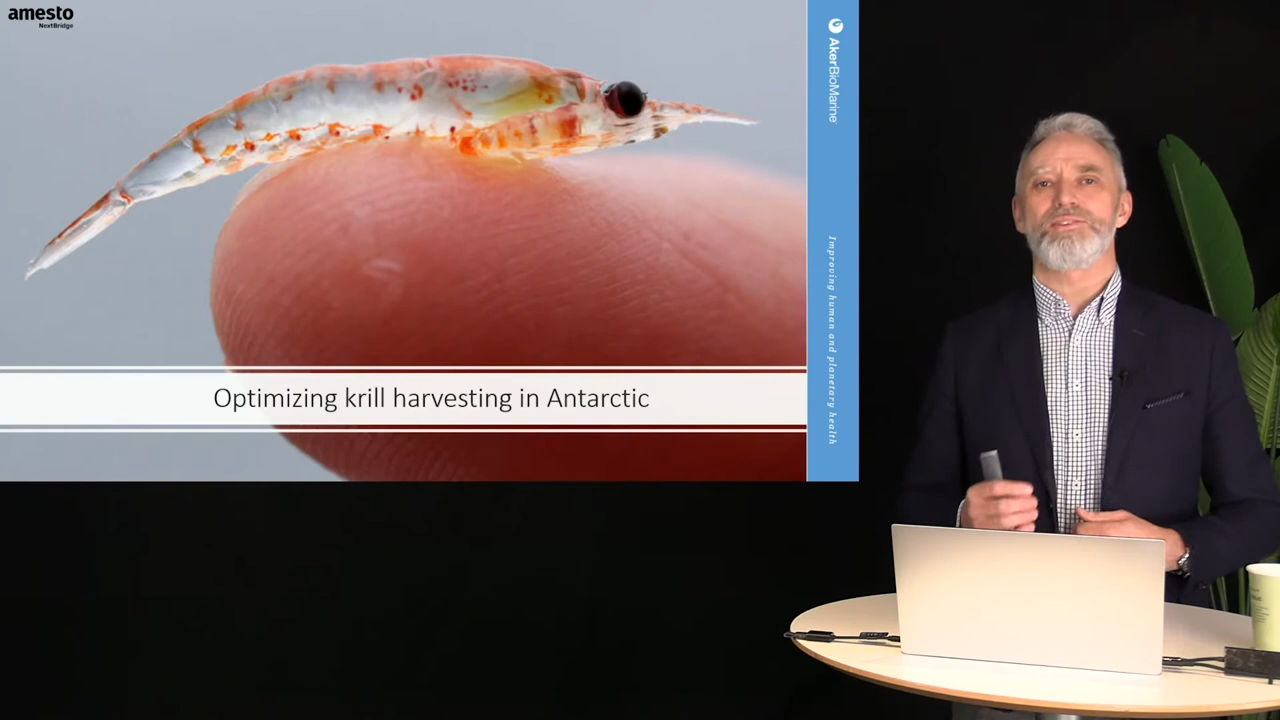 amesto
NextBridge
AkerBioMarine
Improving human and planetary health
Optimizing krill harvesting in Antarctic